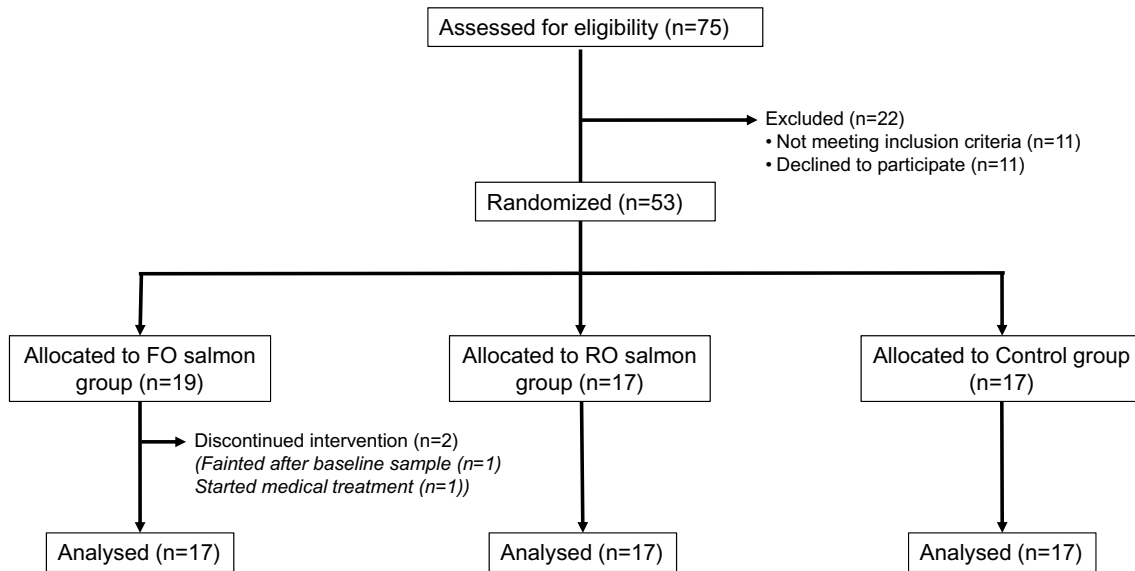 Assessed for eligibility (n=75)
Excluded (n=22)
• Not meeting inclusion criteria (n=11)
• Declined to participate (n=11)
Randomized (n=53)
Allocated to FO salmon
group (n=19)
Allocated to RO salmon
group (n=17)
Allocated to Control group
(n=17)
Discontinued intervention (n=2)
(Fainted after baseline sample (n=1)
Started medical treatment (n=1))
Analysed (n=17)
Analysed (n=17)
Analysed (n=17)